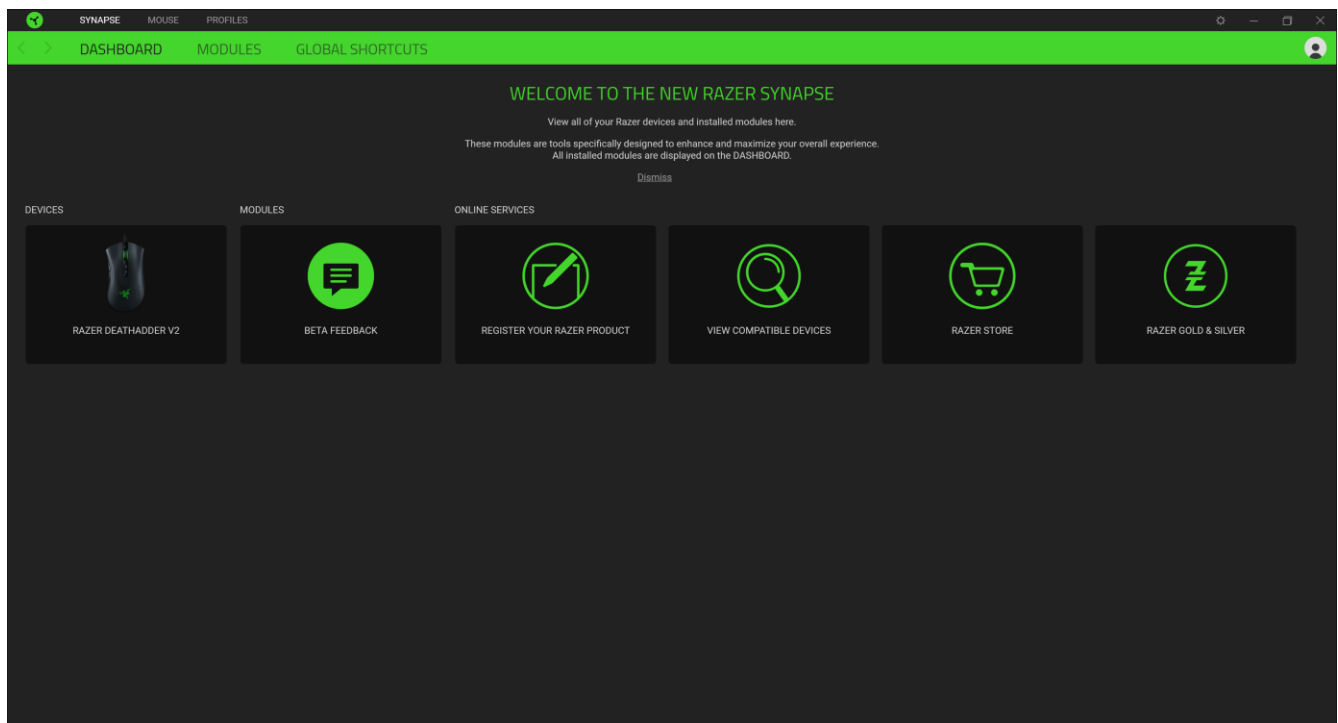 SYNAPSE MOUSE PROFILES
DASHBOARD MODULES GLOBAL SHORTCUTS
WELCOME TO THE NEW RAZER SYNAPSE
View all of your Razer devices and installed modules here.
These modules are tools specifically designed to enhance and maximize your overall experience.
All installed modules are displayed on the DASHBOARD.
Dismiss
DEVICES MODULES ONLINE SERVICES
RAZER DEATHADDER V2 BETA FEEDBACK REGISTER YOUR RAZER PRODUCT VIEW COMPATIBLE DEVICES RAZER STORE RAZER GOLD & SILVER